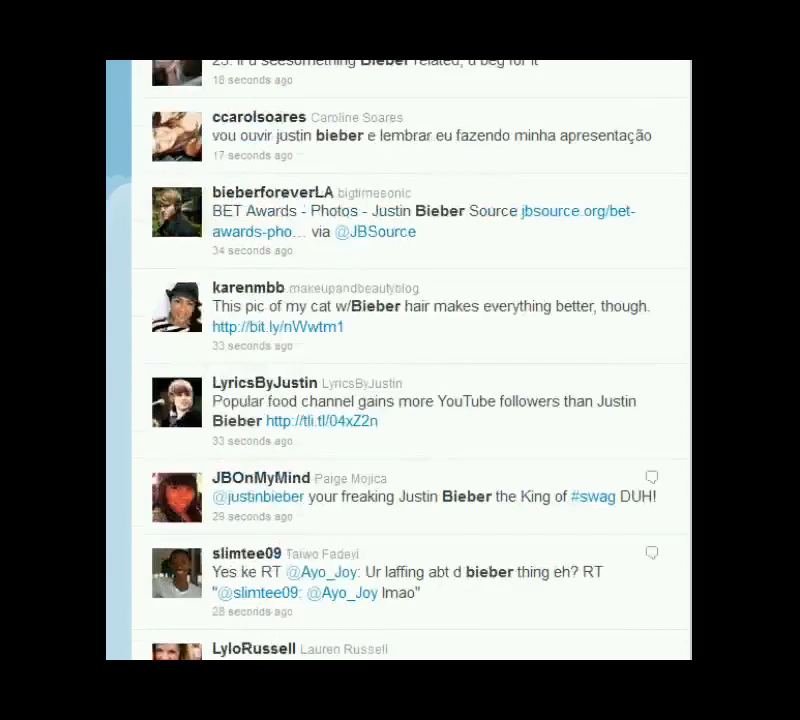 25. if u seesomething Bieber related, u beg for it
18 seconds ago
ccarolsoares Caroline Soares
vou ouvir justin bieber e lembrar eu fazendo minha apresentação
17 seconds ago
bieberforeverLA bigtimesonic
BET Awards - Photos - Justin Bieber Source jbsource.org/bet-
awards-pho… via @JBSource
34 seconds ago
karenmbb makeupandbeautyblog
This pic of my cat w/Bieber hair makes everything better, though.
http://bit.ly/nWwtm1
33 seconds ago
LyricsByJustin LyricsByJustin
Popular food channel gains more YouTube followers than Justin
Bieber http://tli.tl/04xZ2n
33 seconds ago
JBOnMyMind Paige Mojica
@justinbieber your freaking Justin Bieber the King of #swag DUH!
29 seconds ago
slimtee09 Taiwo Fadeyi
Yes ke RT @Ayo_Joy: Ur laffing abt d bieber thing eh? RT
"@slimtee09: @Ayo_Joy lmao"
28 seconds ago
LyloRussell Lauren Russell